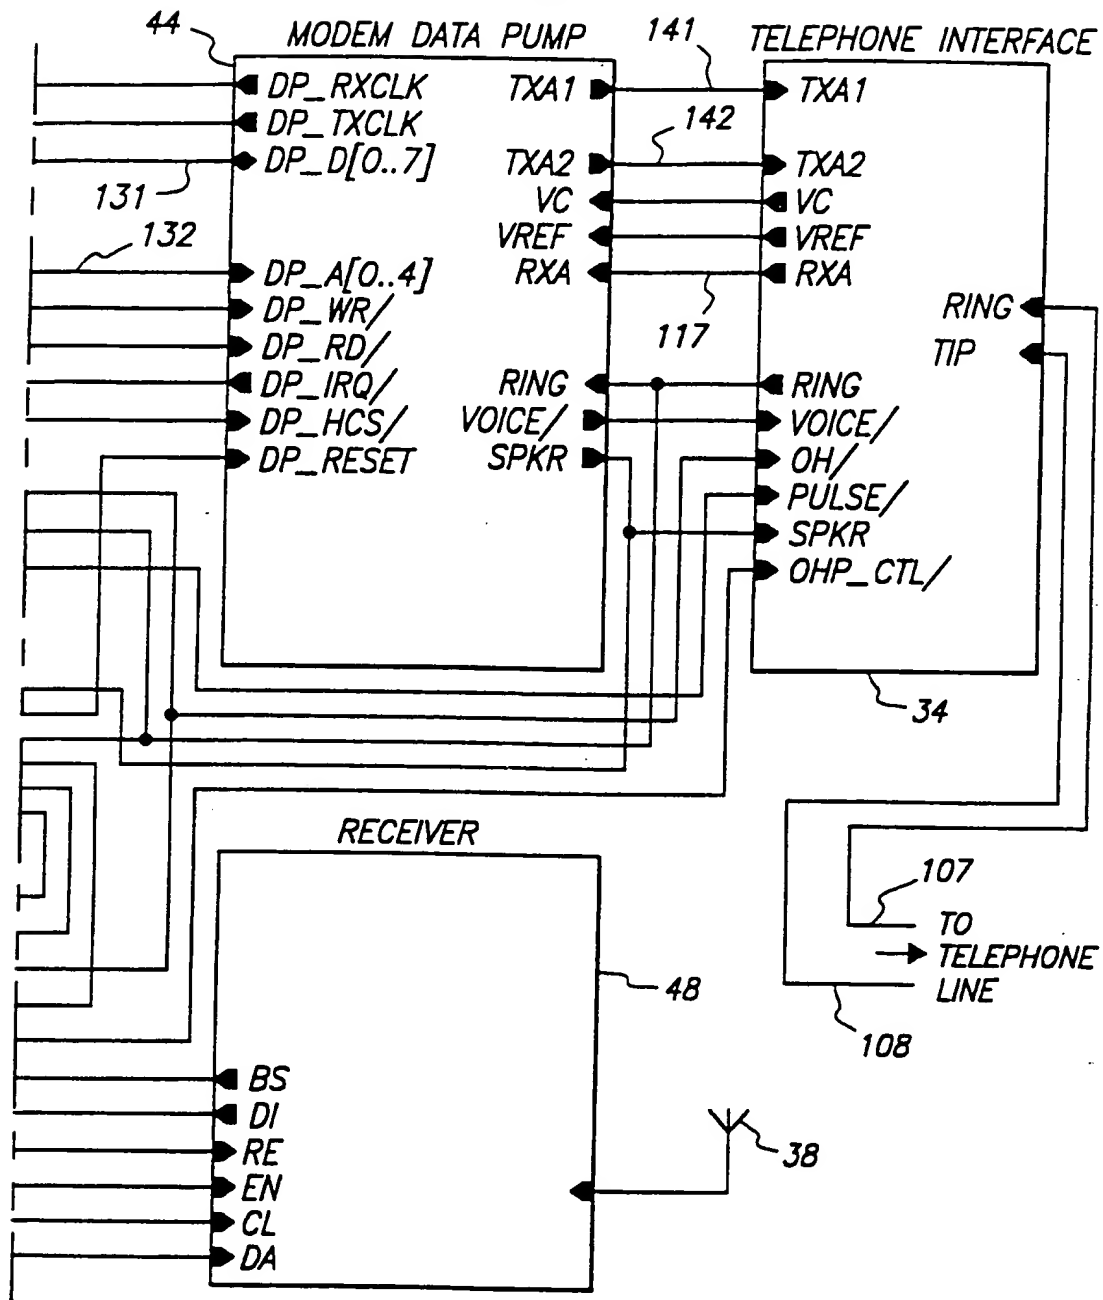 44
MODEM DATA PUMP
141
TELEPHONE INTERFACE
DP_RXCLK
TXA1
TXA1
DP_TXCLK
142
DP_D[0..7]
TXA2
TXA2
131
VC
VC
132
VREF
VREF
DP_A[0..4]
RXA
RXA
DP_WR/
117
RING
DP_RD/
TIP
DP_IRQ/
RING
RING
DP_HCS/
VOICE/
VOICE/
DP_RESET
SPKR
OH/
PULSE/
SPKR
OHP_CTL/
34
RECEIVER
107
TO
TELEPHONE
LINE
48
108
BS
DI
RE
38
EN
CL
DA